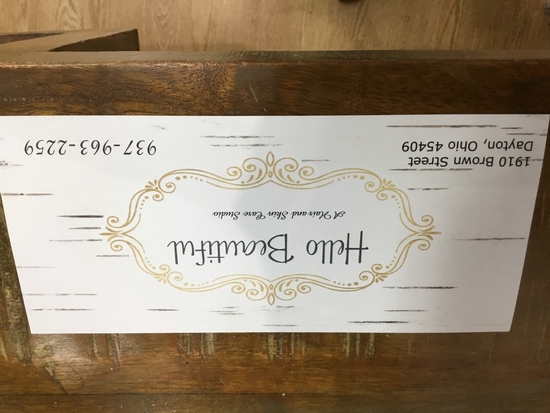 Hello Beautiful
A Hair and Skin Care Studio
1910 Brown Street
Dayton, Ohio 45409
937-963-2259